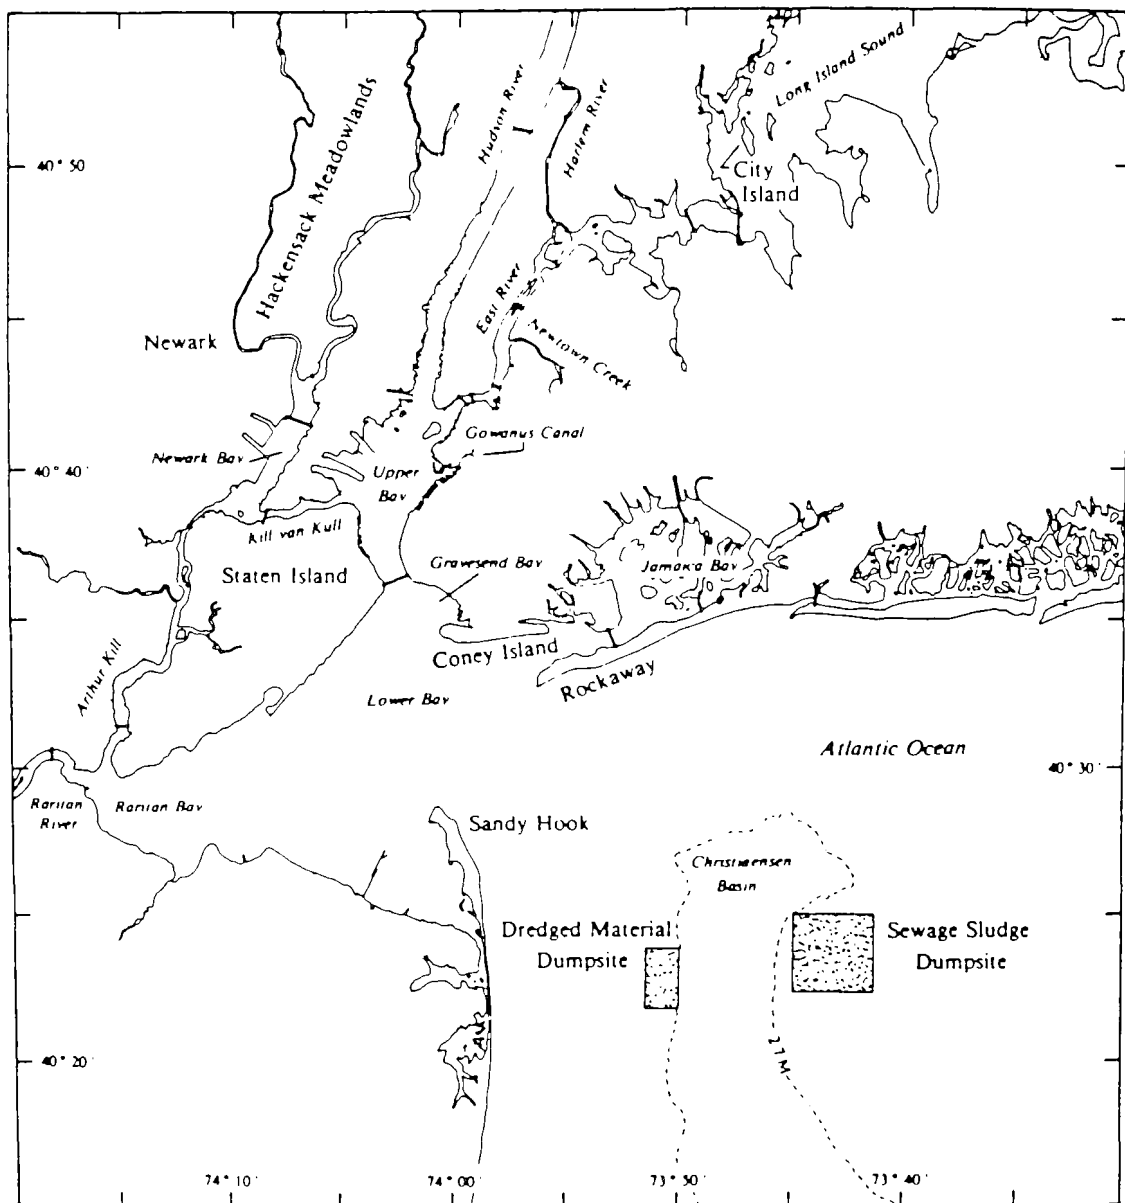 Hudson River
Harlem River
Long Island Sound
40° 50'
City
Island
Hackensack Meadowlands
East River
Newtown Creek
Newark
Gowanus Canal
Newark Bay
40° 40'
Upper
Bay
Kill van Kull
Gravesend Bay
Jamaica Bay
Staten Island
Coney Island
Rockaway
Arthur Kill
Lower Bay
Atlantic Ocean
40° 30'
Raritan
River
Raritan Bay
Sandy Hook
Christiaensen
Basin
Dredged Material
Dumpsite
Sewage Sludge
Dumpsite
27M
40° 20'
74° 10'
74° 00'
73° 50'
73° 40'